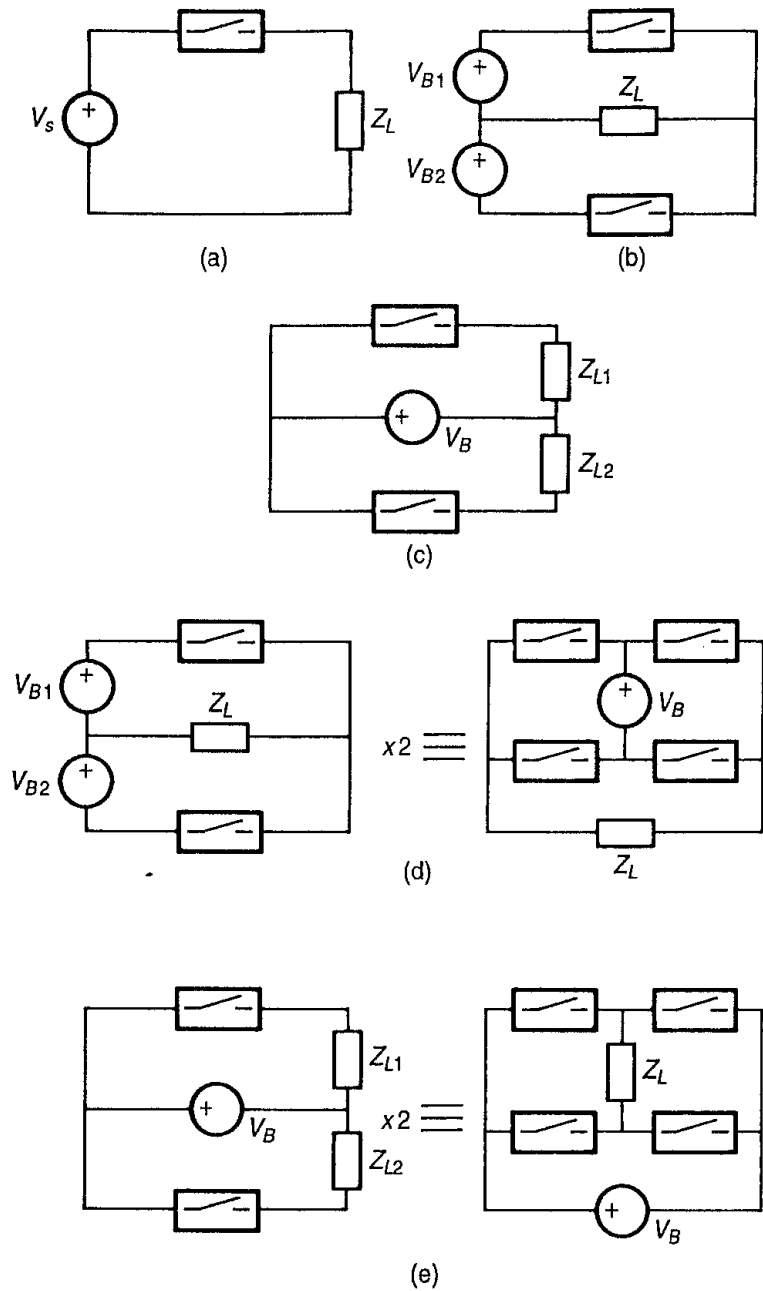 V_s
+
Z_L
(a)
V_B1
+
Z_L
V_B2
+
(b)
Z_L1
+
V_B
Z_L2
(c)
V_B1
+
Z_L
V_B2
+
x2
+
V_B
Z_L
(d)
Z_L1
+
V_B
Z_L2
x2
Z_L
+
V_B
(e)